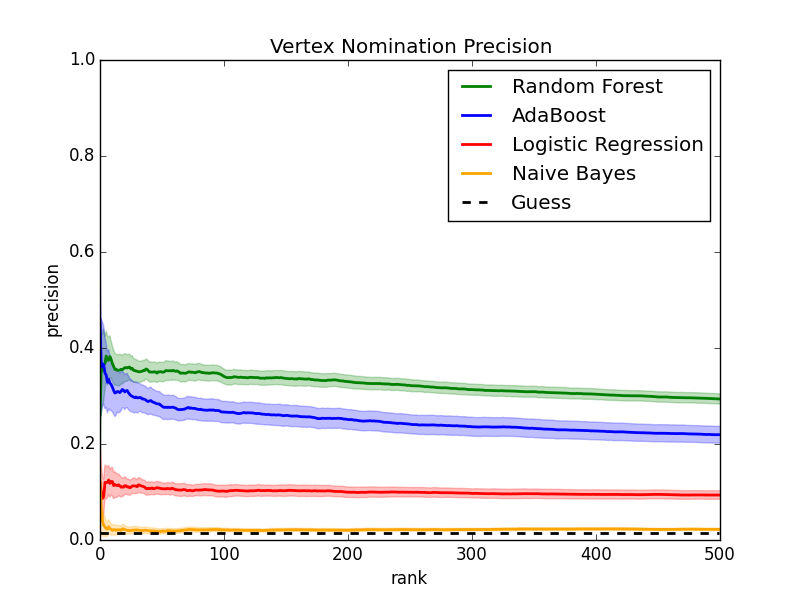 Vertex Nomination Precision
1.0
0.8
0.6
0.4
0.2
0.0
precision
Random Forest
AdaBoost
Logistic Regression
Naive Bayes
Guess
0
100
200
300
400
500
rank